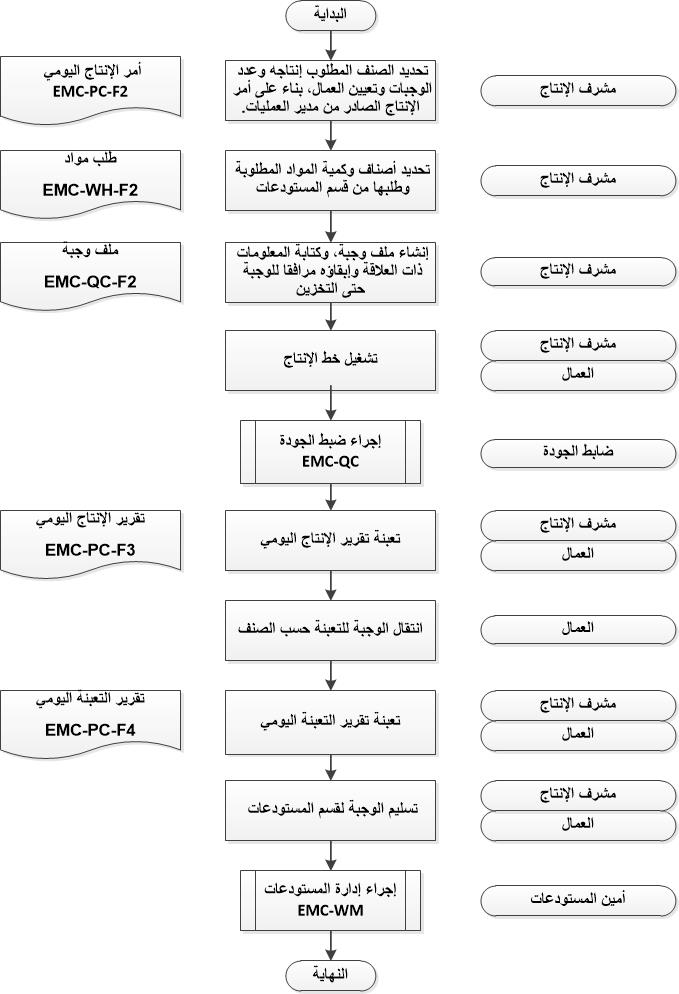 البداية
أمر الإنتاج اليومي
EMC-PC-F2
تحديد الصنف المطلوب إنتاجه وعدد
الوجبات وتعيين العمال، بناء على أمر
الإنتاج الصادر من مدير العمليات.
مشرف الإنتاج
طلب مواد
EMC-WH-F2
تحديد أصناف وكمية المواد المطلوبة
وطلبها من قسم المستودعات
مشرف الإنتاج
ملف وجبة
EMC-QC-F2
إنشاء ملف وجبة، وكتابة المعلومات
ذات العلاقة وإبقاؤه مرافقا للوجبة
حتى التخزين
مشرف الإنتاج
تشغيل خط الإنتاج
مشرف الإنتاج
العمال
إجراء ضبط الجودة
EMC-QC
ضابط الجودة
تقرير الإنتاج اليومي
EMC-PC-F3
تعبئة تقرير الإنتاج اليومي
مشرف الإنتاج
العمال
انتقال الوجبة للتعبئة حسب الصنف
العمال
تقرير التعبئة اليومي
EMC-PC-F4
تعبئة تقرير التعبئة اليومي
مشرف الإنتاج
العمال
تسليم الوجبة لقسم المستودعات
مشرف الإنتاج
العمال
إجراء إدارة المستودعات
EMC-WM
أمين المستودعات
النهاية